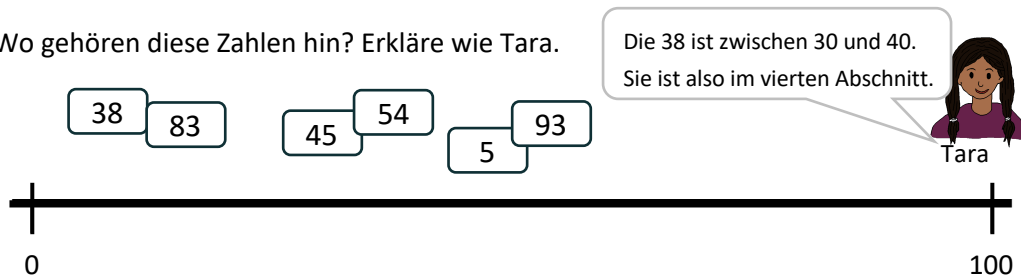 Wo gehören diese Zahlen hin? Erkläre wie Tara.
Die 38 ist zwischen 30 und 40.
Sie ist also im vierten Abschnitt.
38
83
45
54
5
93
Tara
0
100